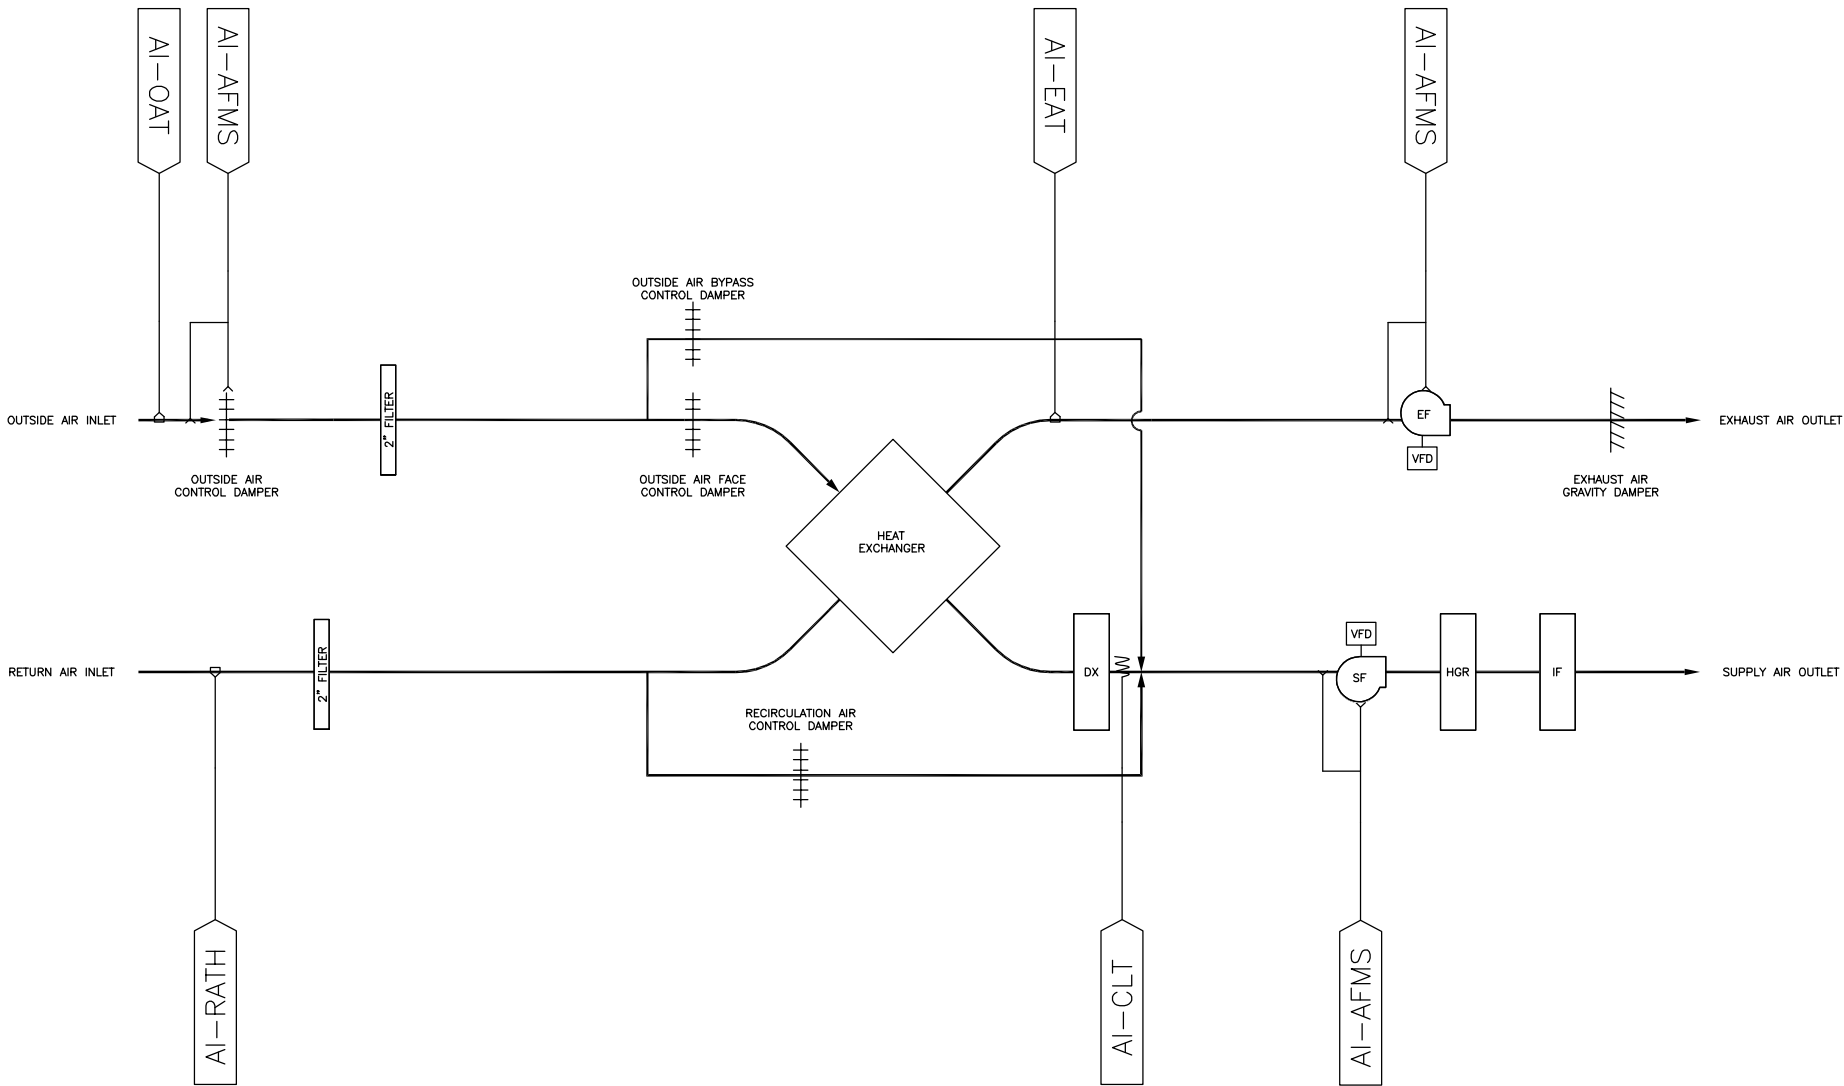 AI-OAT
AI-AFMS
AI-EAT
AI-AFMS
OUTSIDE AIR BYPASS
CONTROL DAMPER
OUTSIDE AIR INLET
2" FILTER
EF
EXHAUST AIR OUTLET
VFD
OUTSIDE AIR
CONTROL DAMPER
OUTSIDE AIR FACE
CONTROL DAMPER
EXHAUST AIR
GRAVITY DAMPER
HEAT
EXCHANGER
VFD
RETURN AIR INLET
2" FILTER
DX
SF
HGR
IF
SUPPLY AIR OUTLET
RECIRCULATION AIR
CONTROL DAMPER
AI-RATH
AI-CLT
AI-AFMS